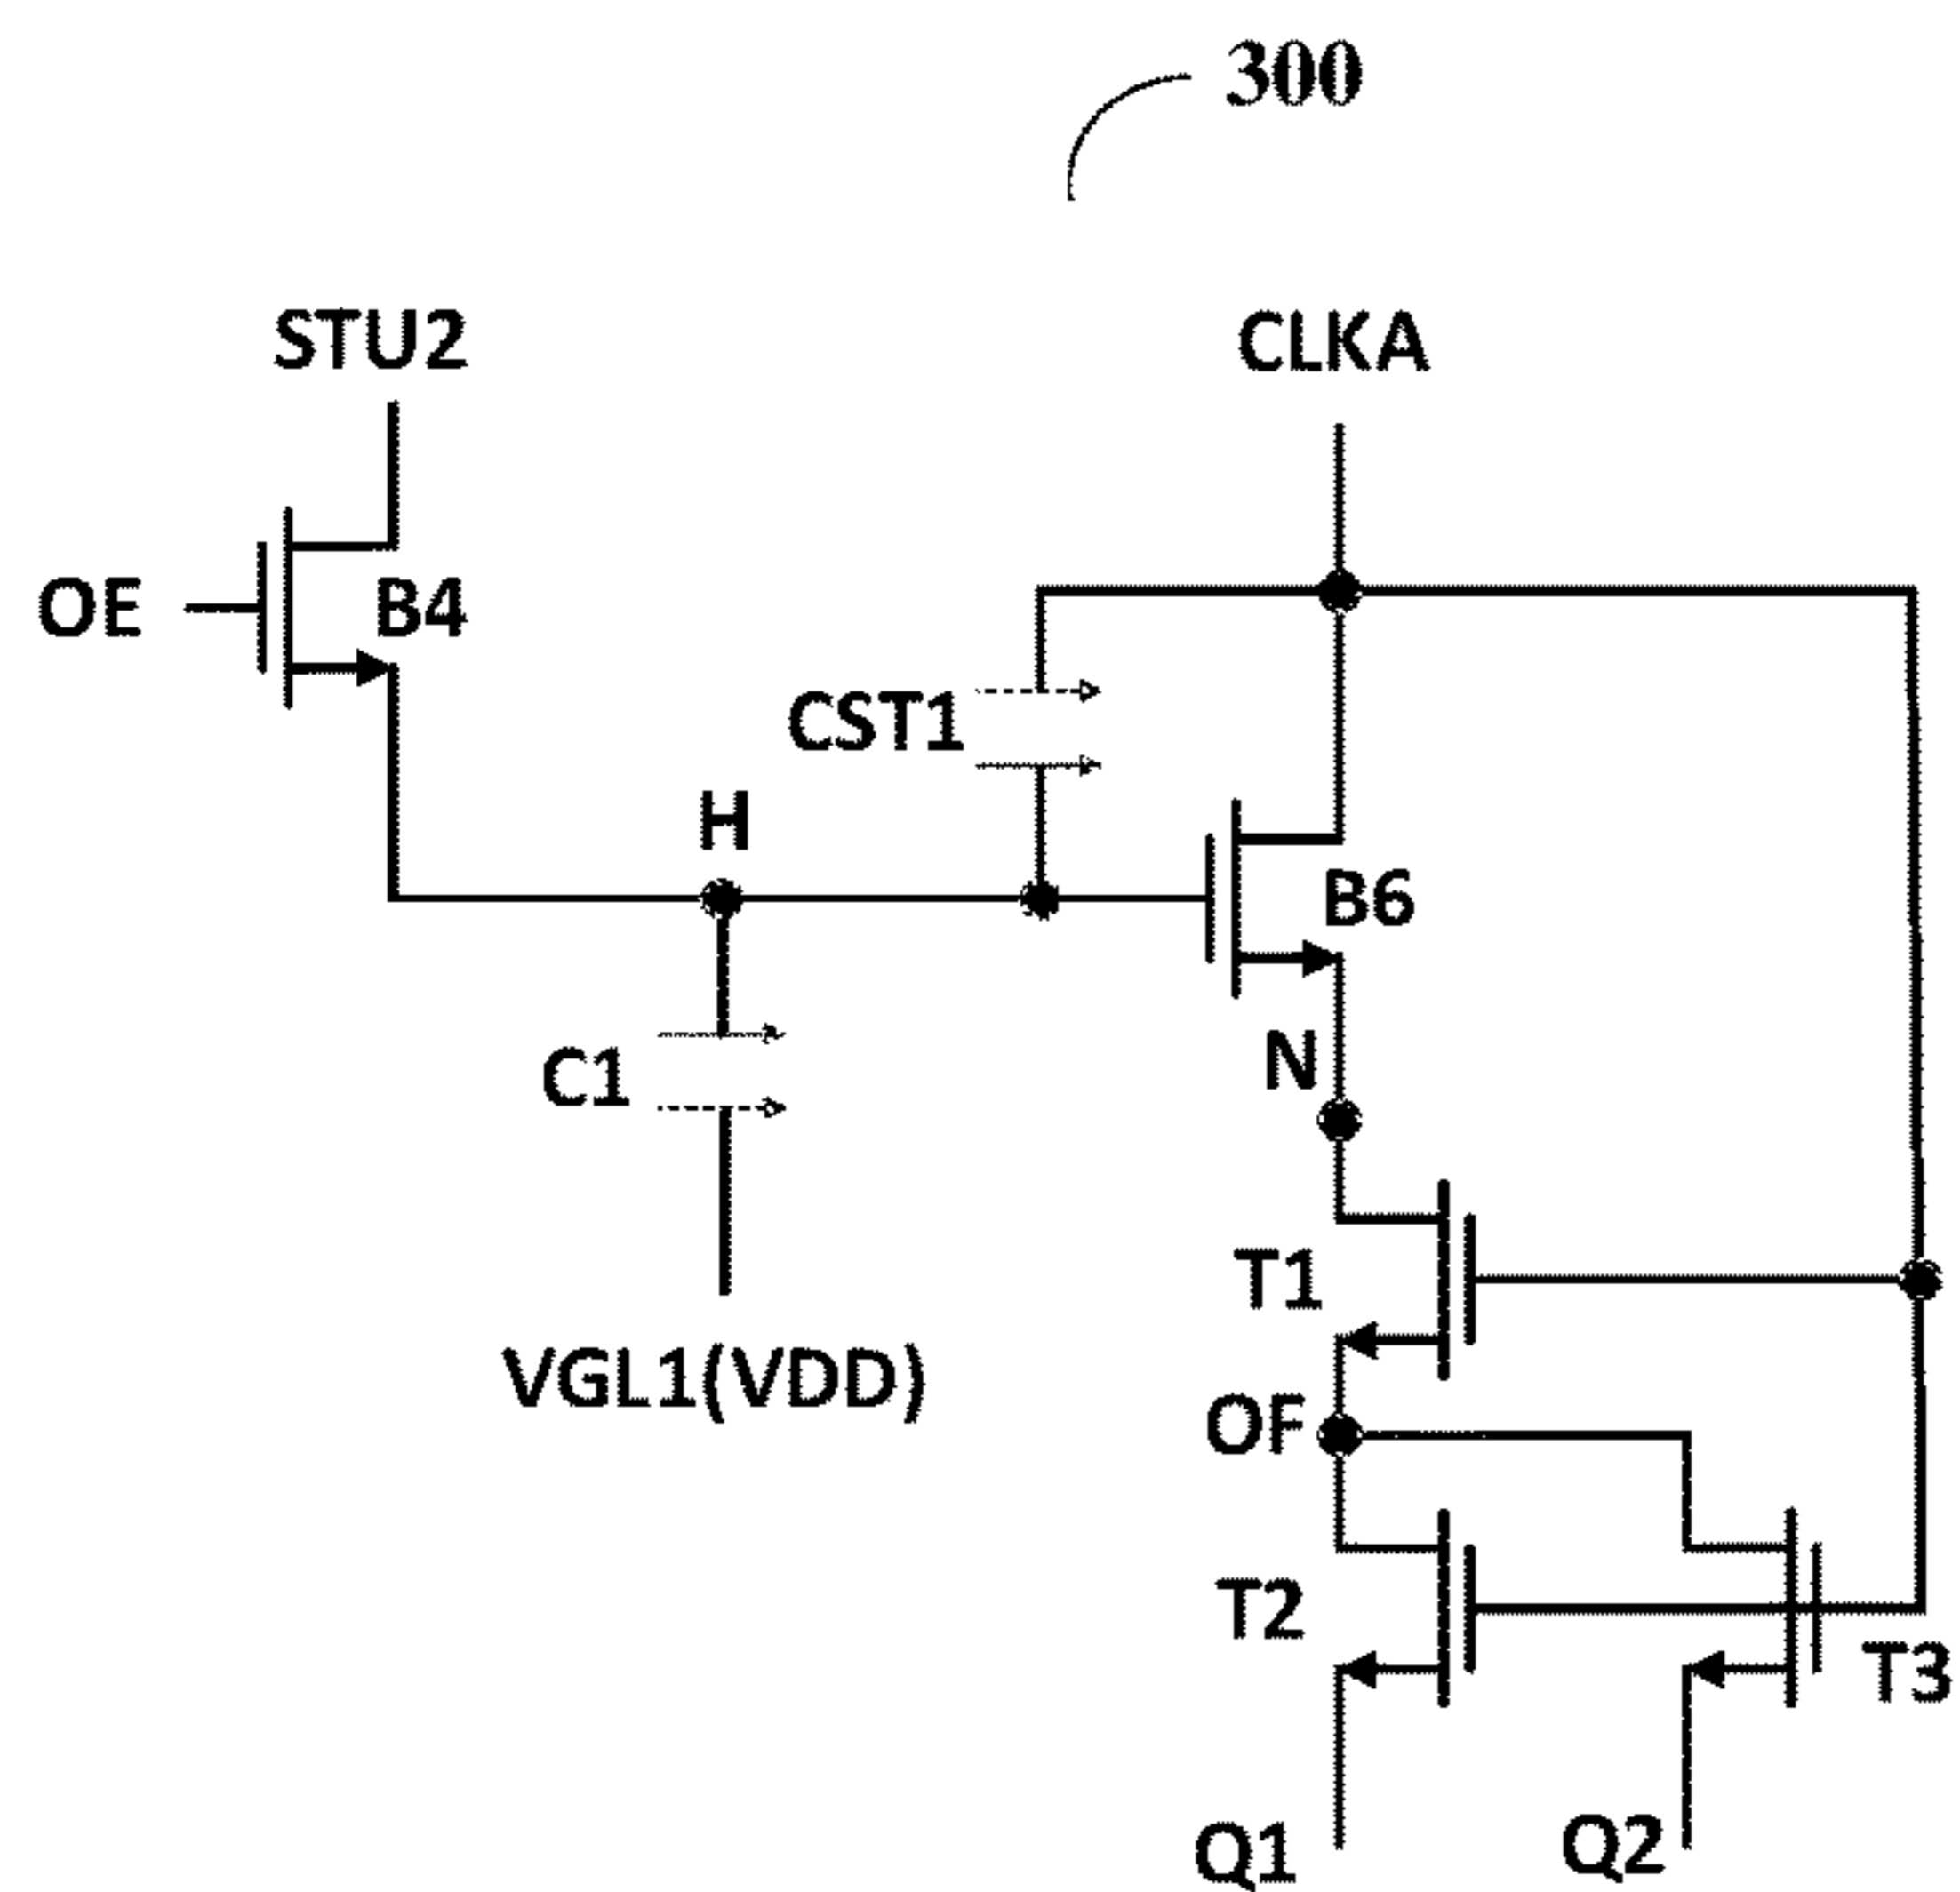 300
STU2
CLKA
OE
B4
CST1
H
B6
N
C1
T1
VGL1(VDD)
OF
T2
T3
Q1
Q2